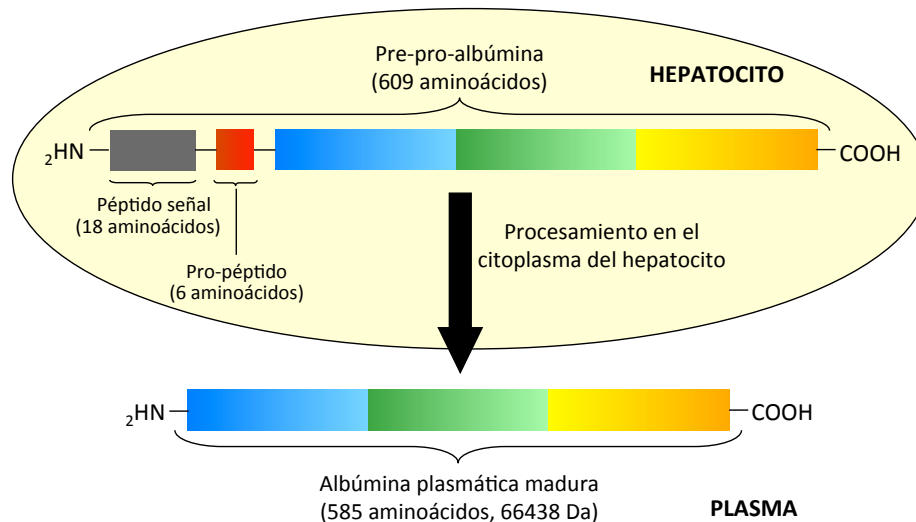 Pre-pro-albúmina
(609 aminoácidos)
HEPATOCITO
₂HN
COOH
Péptido señal
(18 aminoácidos)
Pro-péptido
(6 aminoácidos)
Procesamiento en el
citoplasma del hepatocito
₂HN
COOH
Albúmina plasmática madura
(585 aminoácidos, 66438 Da)
PLASMA